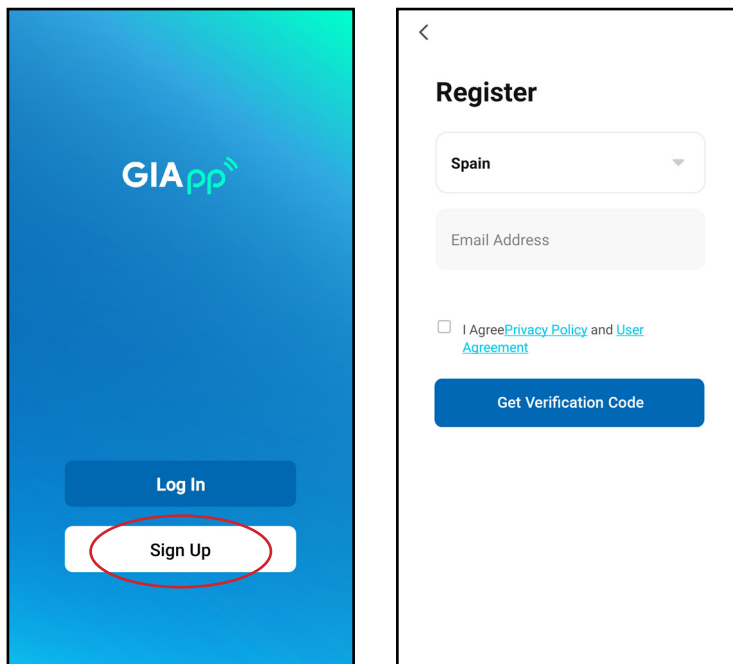 GIApp
Log In
Sign Up
Register
Spain
Email Address
I AgreePrivacy Policy and User
Agreement
Get Verification Code